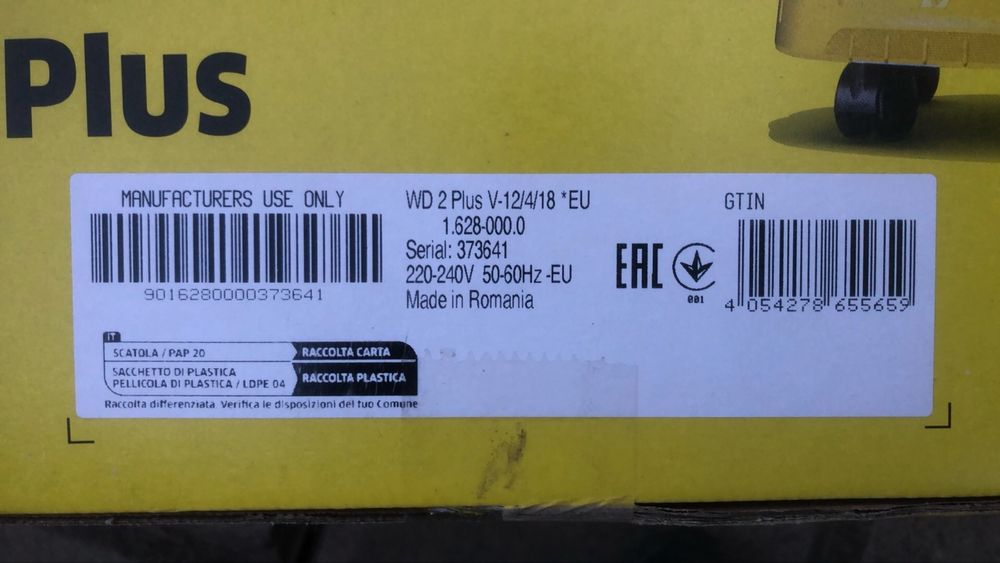 Plus
MANUFACTURERS USE ONLY
9016280000373641
WD 2 Plus V-12/4/18 *EU
1.628-000.0
Serial: 373641
220-240V 50-60Hz -EU
Made in Romania
EAC
001
GTIN
4 054278 655659
IT
SCATOLA / PAP 20
RACCOLTA CARTA
SACCHETTO DI PLASTICA
PELLICOLA DI PLASTICA / LDPE 04
RACCOLTA PLASTICA
Raccolta differenziata. Verifica le disposizioni del tuo Comune